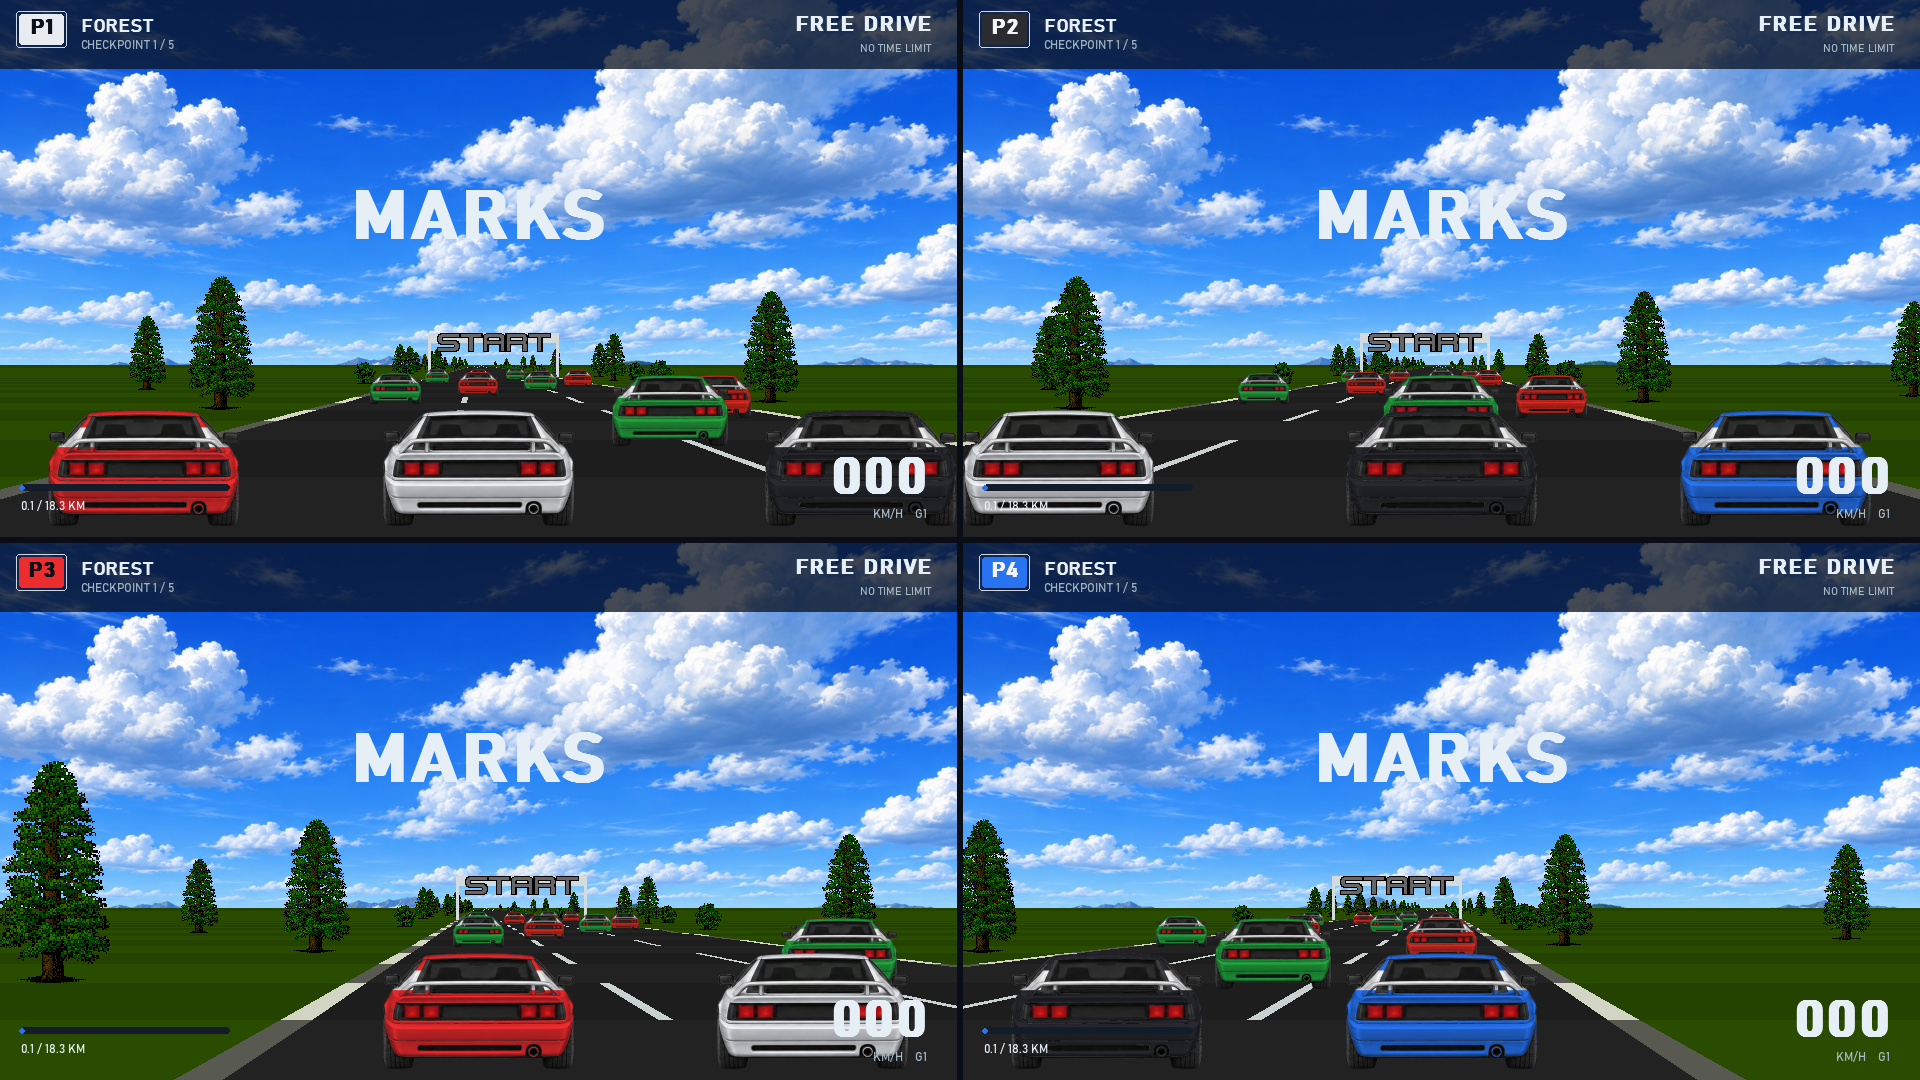 P1 FOREST FREE DRIVE
CHECKPOINT 1 / 5 NO TIME LIMIT
MARKS
START
000
0.1 / 18.3 KM KM/H G1
P2 FOREST FREE DRIVE
CHECKPOINT 1 / 5 NO TIME LIMIT
MARKS
START
000
0.1 / 18.3 KM KM/H G1
P3 FOREST FREE DRIVE
CHECKPOINT 1 / 5 NO TIME LIMIT
MARKS
START
000
0.1 / 18.3 KM KM/H G1
P4 FOREST FREE DRIVE
CHECKPOINT 1 / 5 NO TIME LIMIT
MARKS
START
000
0.1 / 18.3 KM KM/H G1